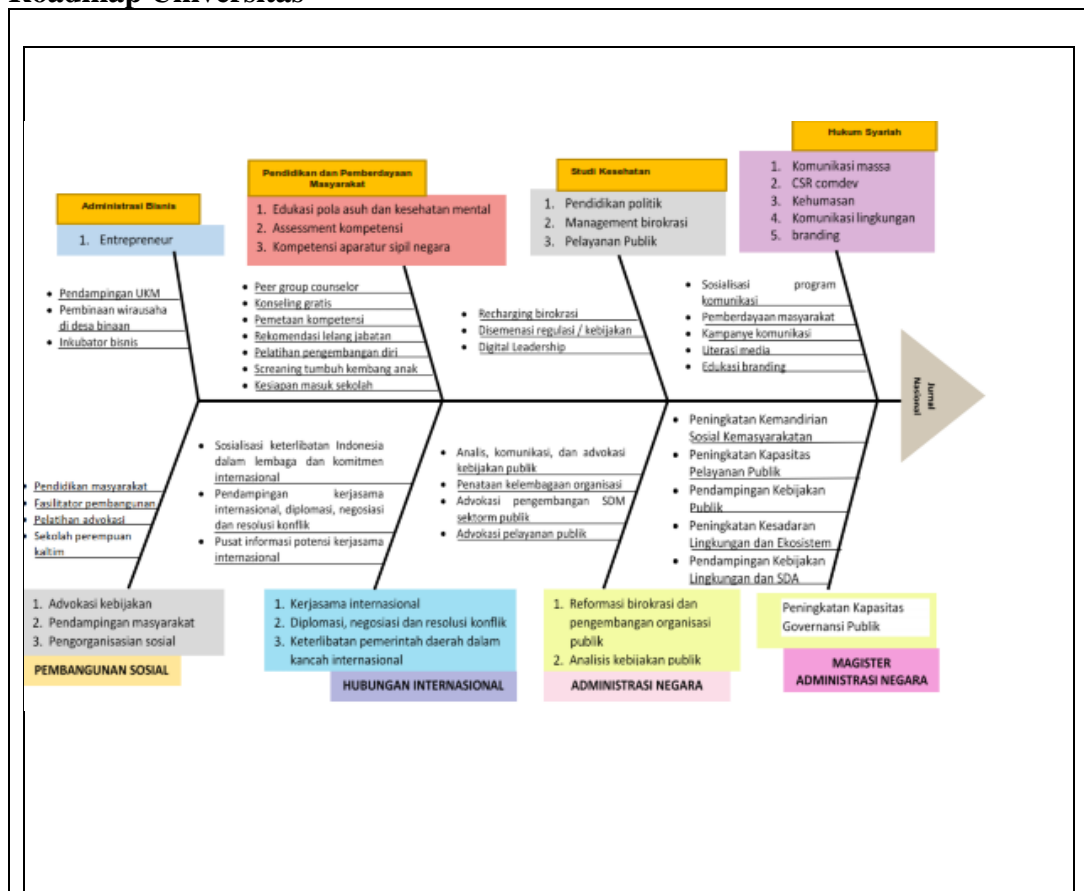 Roadmap Universitas
Hukum Syariah
1. Komunikasi massa
2. CSR comdev
3. Kehumasan
4. Komunikasi lingkungan
5. branding
Pendidikan dan Pemberdayaan
Masyarakat
1. Edukasi pola asuh dan kesehatan mental
2. Assessment kompetensi
3. Kompetensi aparatur sipil negara
Studi Kesehatan
1. Pendidikan politik
2. Management birokrasi
3. Pelayanan Publik
Administrasi Bisnis
1. Entrepreneur
• Pendampingan UKM
• Pembinaan wirausaha
di desa binaan
• Inkubator bisnis
• Peer group counselor
• Konseling gratis
• Pemetaan kompetensi
• Rekomendasi lelang jabatan
• Pelatihan pengembangan diri
• Screaning tumbuh kembang anak
• Kesiapan masuk sekolah
• Recharging birokrasi
• Disemenasi regulasi / kebijakan
• Digital Leadership
• Sosialisasi program
komunikasi
• Pemberdayaan masyarakat
• Kampanye komunikasi
• Literasi media
• Edukasi branding
Jurnal
Nasional
• Pendidikan masyarakat
• Fasilitator pembangunan
• Pelatihan advokasi
• Sekolah perempuan
kaltim
• Sosialisasi keterlibatan Indonesia
dalam lembaga dan komitmen
internasional
• Pendampingan kerjasama
internasional, diplomasi, negosiasi
dan resolusi konflik
• Pusat informasi potensi kerjasama
internasional
• Analis, komunikasi, dan advokasi
kebijakan publik
• Penataan kelembagaan organisasi
• Advokasi pengembangan SDM
sektorm publik
• Advokasi pelayanan publik
• Peningkatan Kemandirian
Sosial Kemasyarakatan
• Peningkatan Kapasitas
Pelayanan Publik
• Pendampingan Kebijakan
Publik
• Peningkatan Kesadaran
Lingkungan dan Ekosistem
• Pendampingan Kebijakan
Lingkungan dan SDA
1. Advokasi kebijakan
2. Pendampingan masyarakat
3. Pengorganisasian sosial
PEMBANGUNAN SOSIAL
1. Kerjasama internasional
2. Diplomasi, negosiasi dan resolusi konflik
3. Keterlibatan pemerintah daerah dalam
kancah internasional
HUBUNGAN INTERNASIONAL
1. Reformasi birokrasi dan
pengembangan organisasi
publik
2. Analisis kebijakan publik
ADMINISTRASI NEGARA
Peningkatan Kapasitas
Governansi Publik
MAGISTER
ADMINISTRASI NEGARA